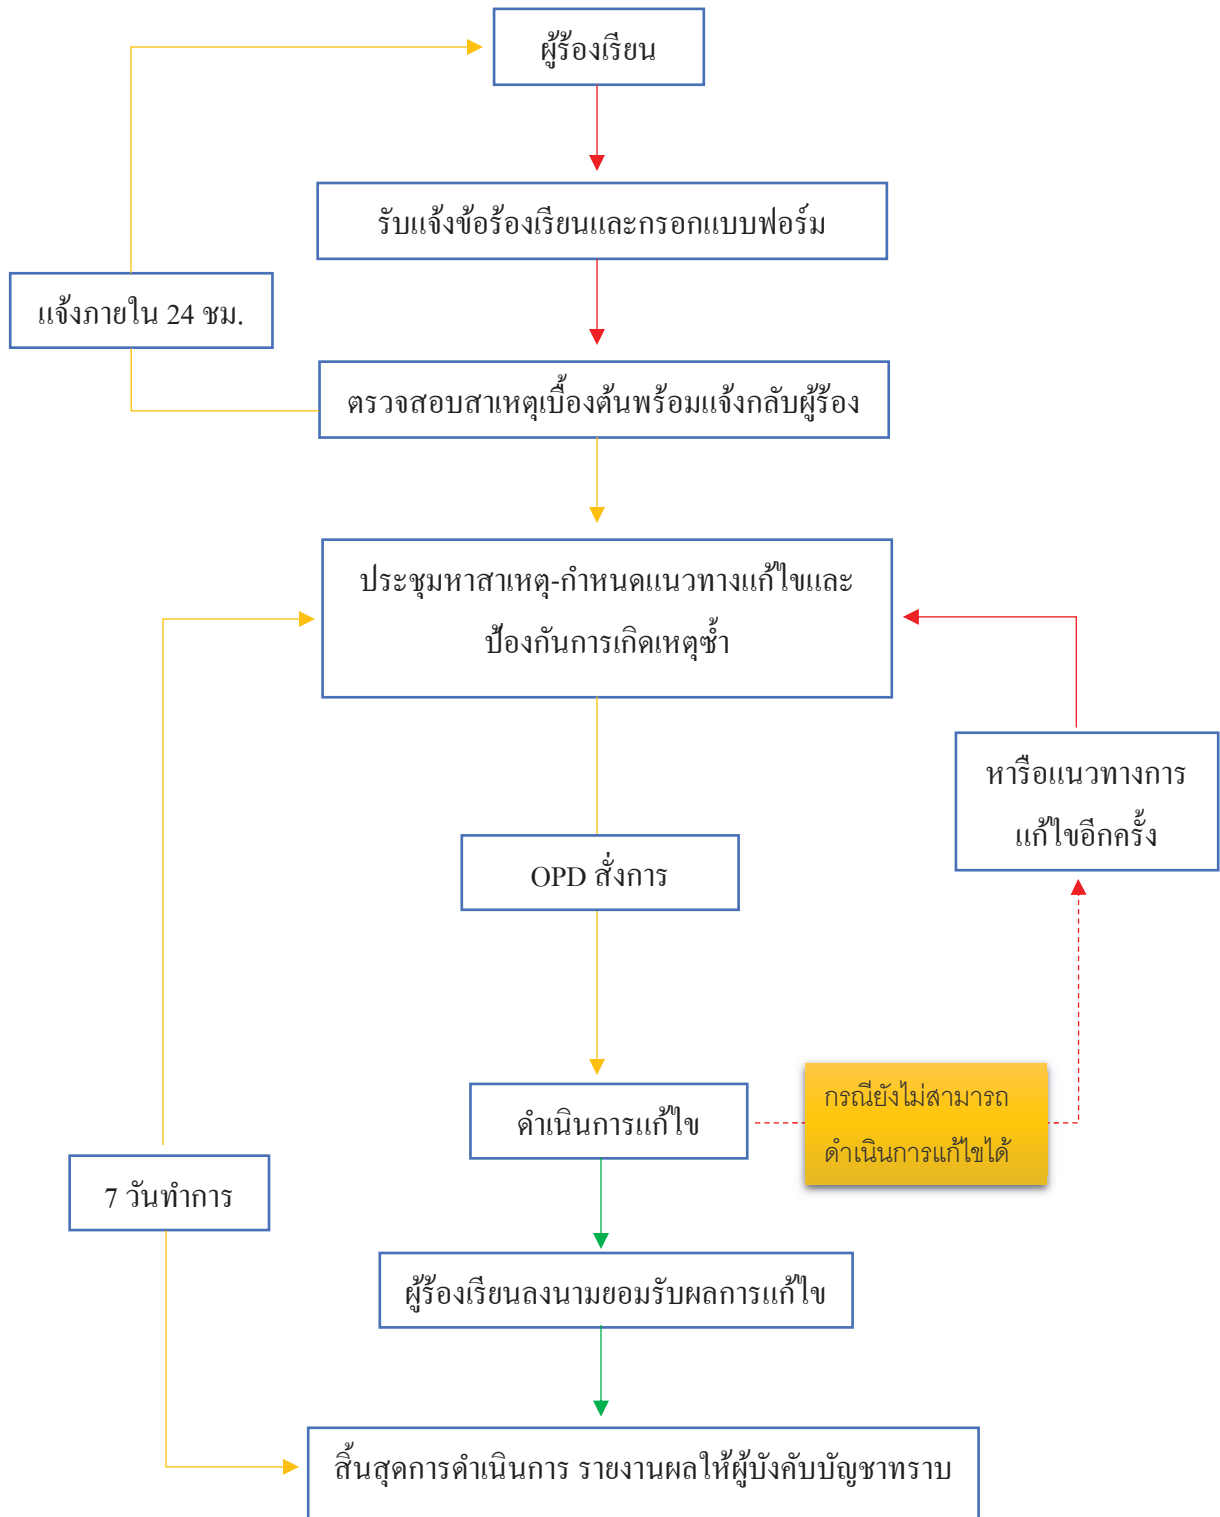 ผู้ร้องเรียน
รับแจ้งข้อร้องเรียนและกรอกแบบฟอร์ม
แจ้งภายใน 24 ชม.
ตรวจสอบสาเหตุเบื้องต้นพร้อมแจ้งกลับผู้ร้อง
ประชุมหาสาเหตุ-กำหนดแนวทางแก้ไขและ
ป้องกันการเกิดเหตุซ้ำ
หารือแนวทางการ
แก้ไขอีกครั้ง
OPD สั่งการ
ดำเนินการแก้ไข
กรณียังไม่สามารถ
ดำเนินการแก้ไขได้
7 วันทำการ
ผู้ร้องเรียนลงนามยอมรับผลการแก้ไข
สิ้นสุดการดำเนินการ รายงานผลให้ผู้บังคับบัญชาทราบ